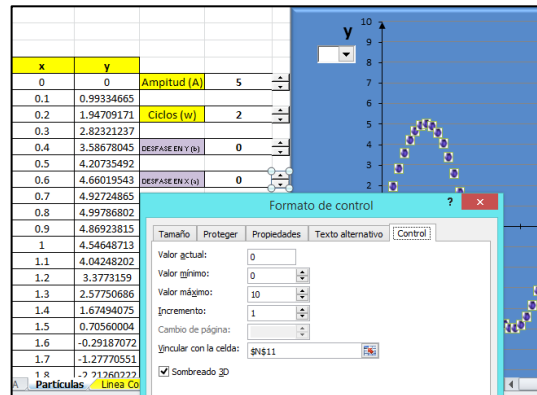 x y
0 0 Amplitud (A) 5
0.1 0.99334665
0.2 1.94709171 Ciclos (w) 2
0.3 2.82321237
0.4 3.58678045 DESFASE EN Y (b) 0
0.5 4.20735492
0.6 4.66019543 DESFASE EN X (s) 0
0.7 4.92724865
0.8 4.99786802
0.9 4.86923815
1 4.54648713
1.1 4.04248202
1.2 3.3773159
1.3 2.57750686
1.4 1.67494075
1.5 0.70560004
1.6 -0.29187072
1.7 -1.27770551
1.8 -2.21260222
A Partículas Linea Co
y
10
9
8
7
6
5
4
3
2
Formato de control ? ×
Tamaño Proteger Propiedades Texto alternativo Control
Valor actual: 0
Valor mínimo: 0
Valor máximo: 10
Incremento: 1
Cambio de página:
Vincular con la celda: $N$11
Sombreado 3D